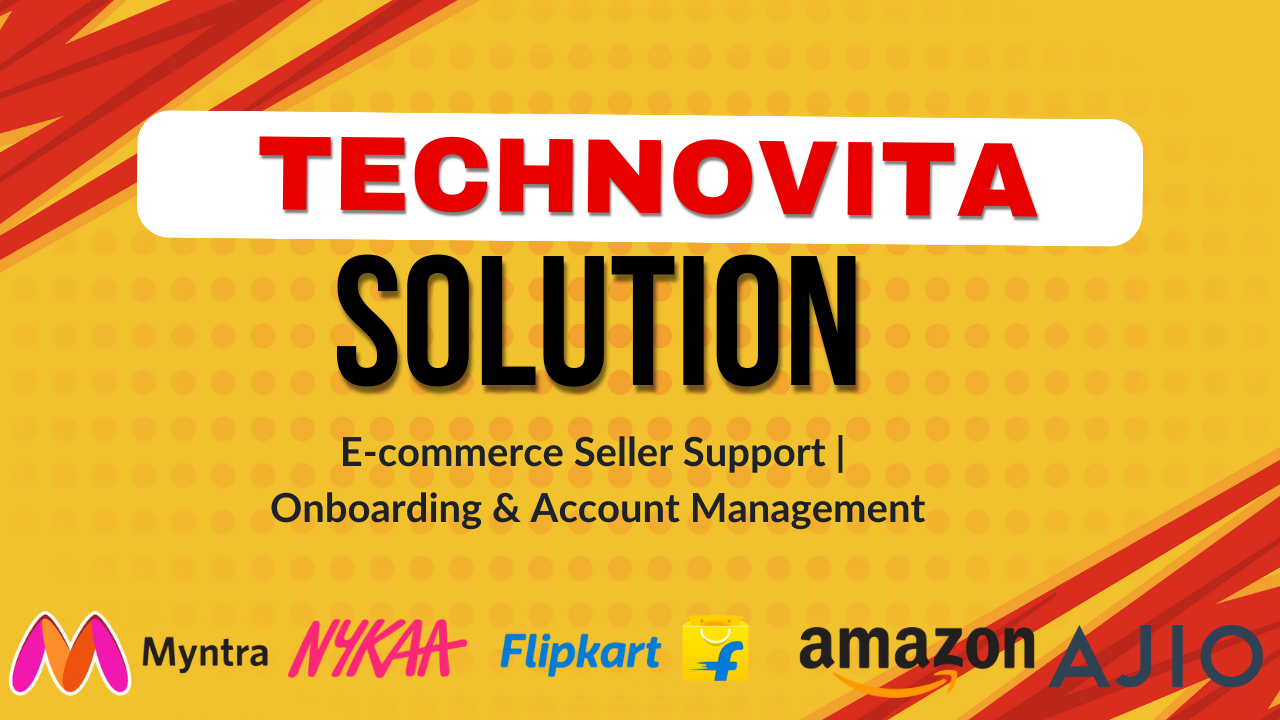 TECHNOVITA
SOLUTION
E-commerce Seller Support |
Onboarding & Account Management
Myntra NYKAA Flipkart amazon AJIO